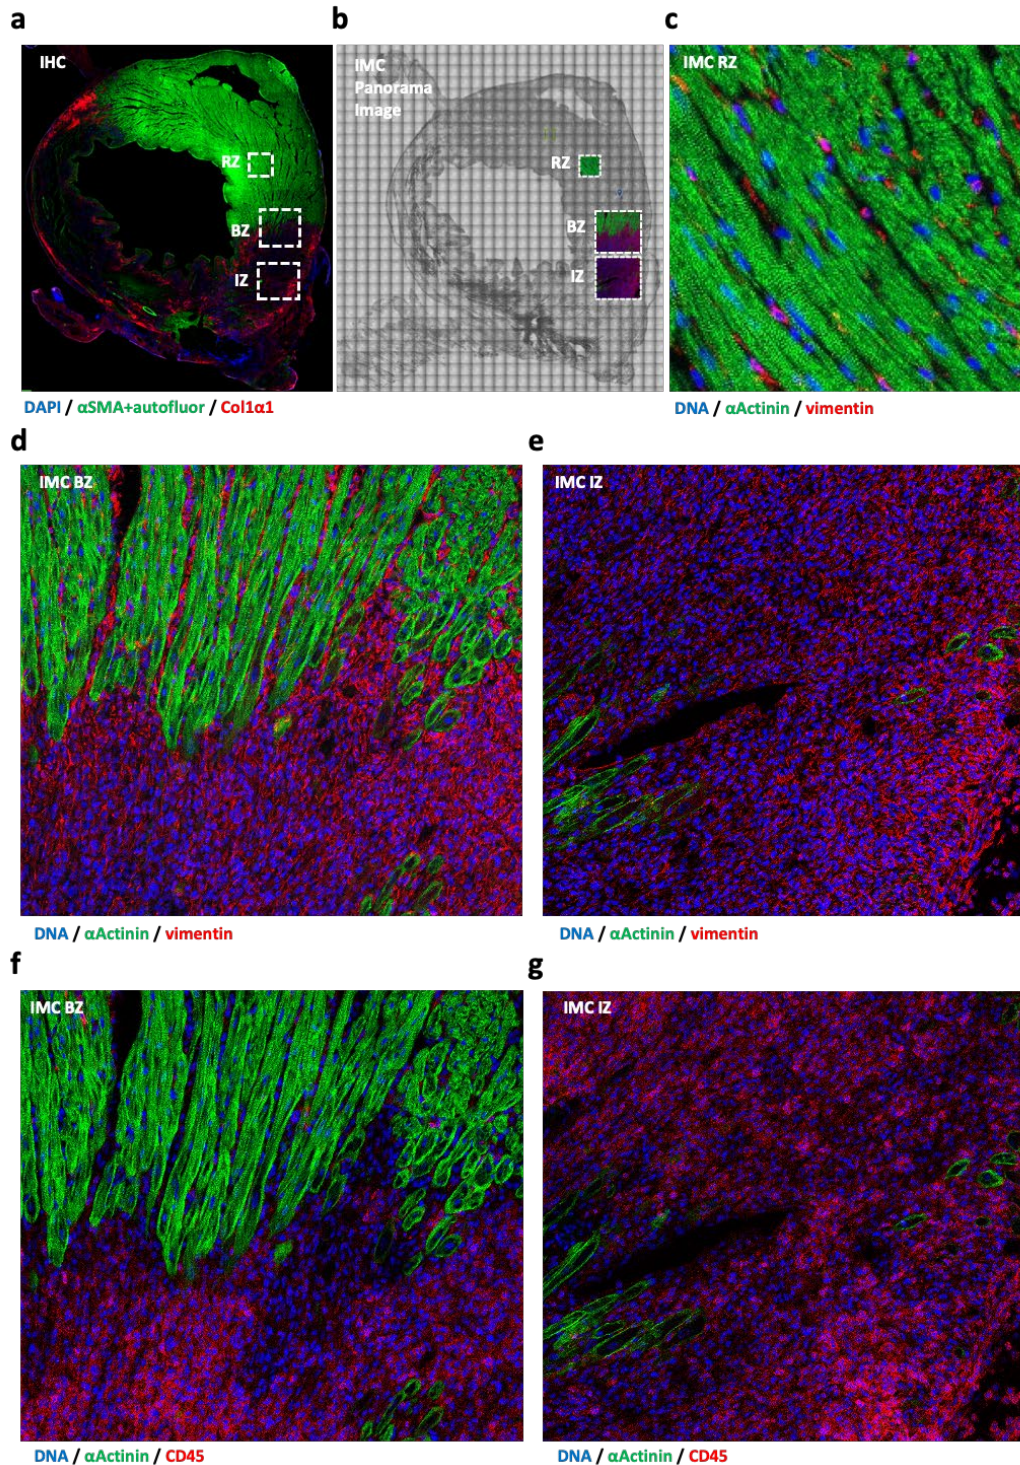 a
b
c
IHC
RZ
BZ
IZ
IMC
Panorama
Image
RZ
BZ
IZ
IMC RZ
DAPI / αSMA+autofluor / Col1α1
DNA / αActinin / vimentin
d
e
IMC BZ
IMC IZ
DNA / αActinin / vimentin
DNA / αActinin / vimentin
f
g
IMC BZ
IMC IZ
DNA / αActinin / CD45
DNA / αActinin / CD45